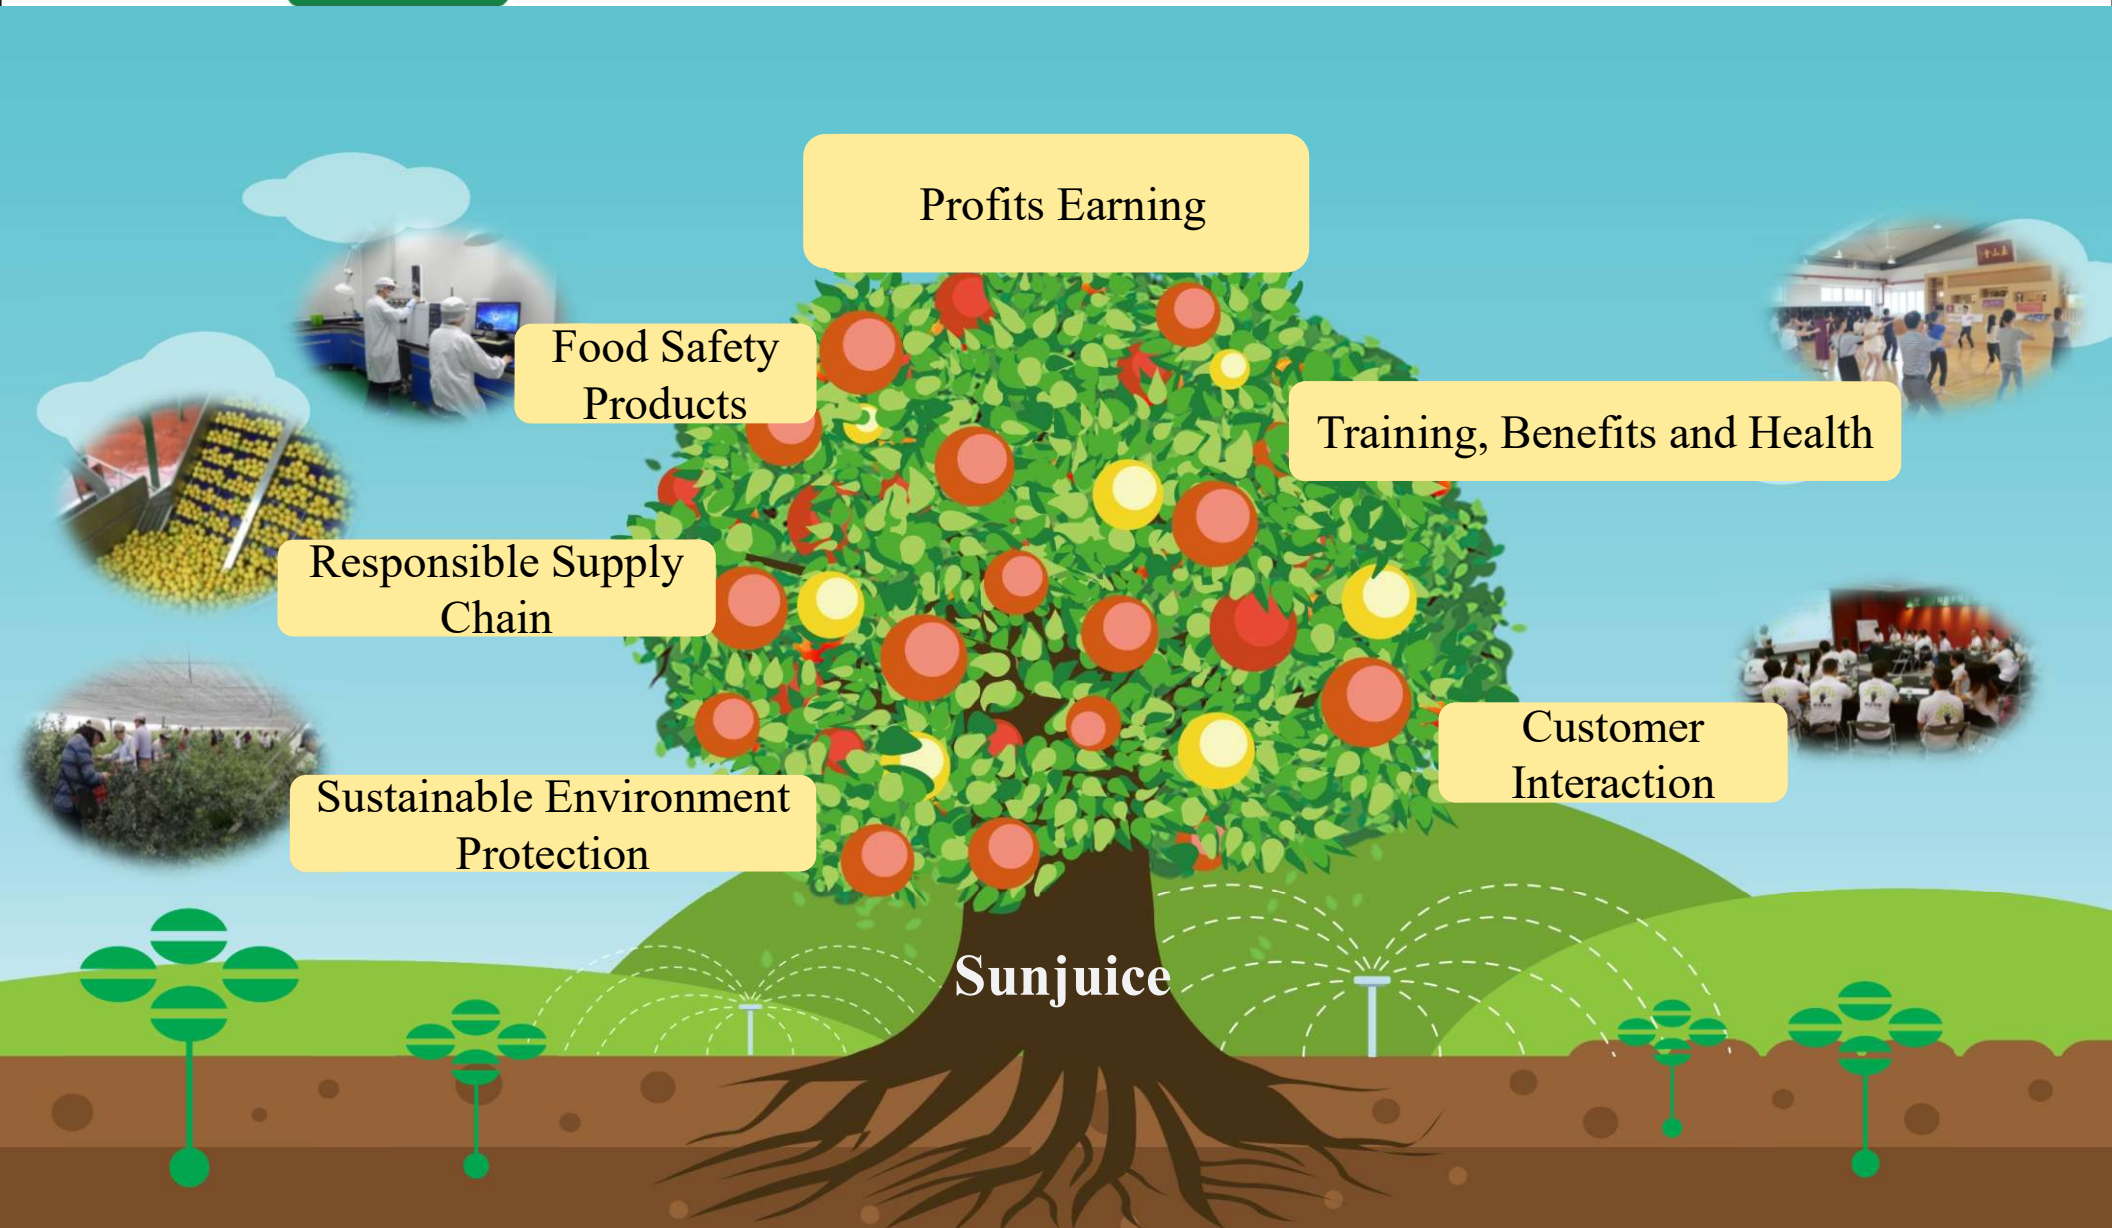 Profits Earning
Food Safety
Products
Training, Benefits and Health
Responsible Supply
Chain
Customer
Interaction
Sustainable Environment
Protection
Sunjuice